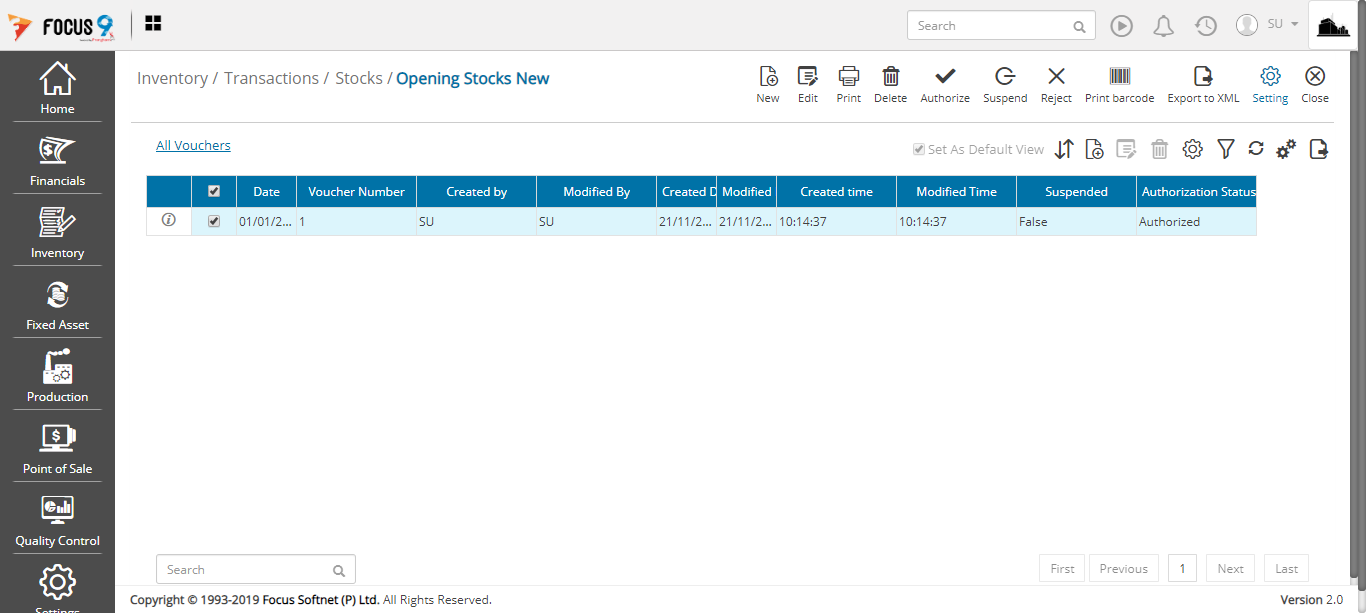 FOCUS 9
Search
SU
Home
Financials
Inventory
Fixed Asset
Production
Point of Sale
Quality Control
Settings
Inventory / Transactions / Stocks / Opening Stocks New
New Edit Print Delete Authorize Suspend Reject Print barcode Export to XML Setting Close
All Vouchers
Set As Default View
Date Voucher Number Created by Modified By Created D Modified Created time Modified Time Suspended Authorization Status
01/01/2... 1 SU SU 21/11/2... 21/11/2... 10:14:37 10:14:37 False Authorized
Search
First Previous 1 Next Last
Copyright © 1993-2019 Focus Softnet (P) Ltd. All Rights Reserved.
Version 2.0